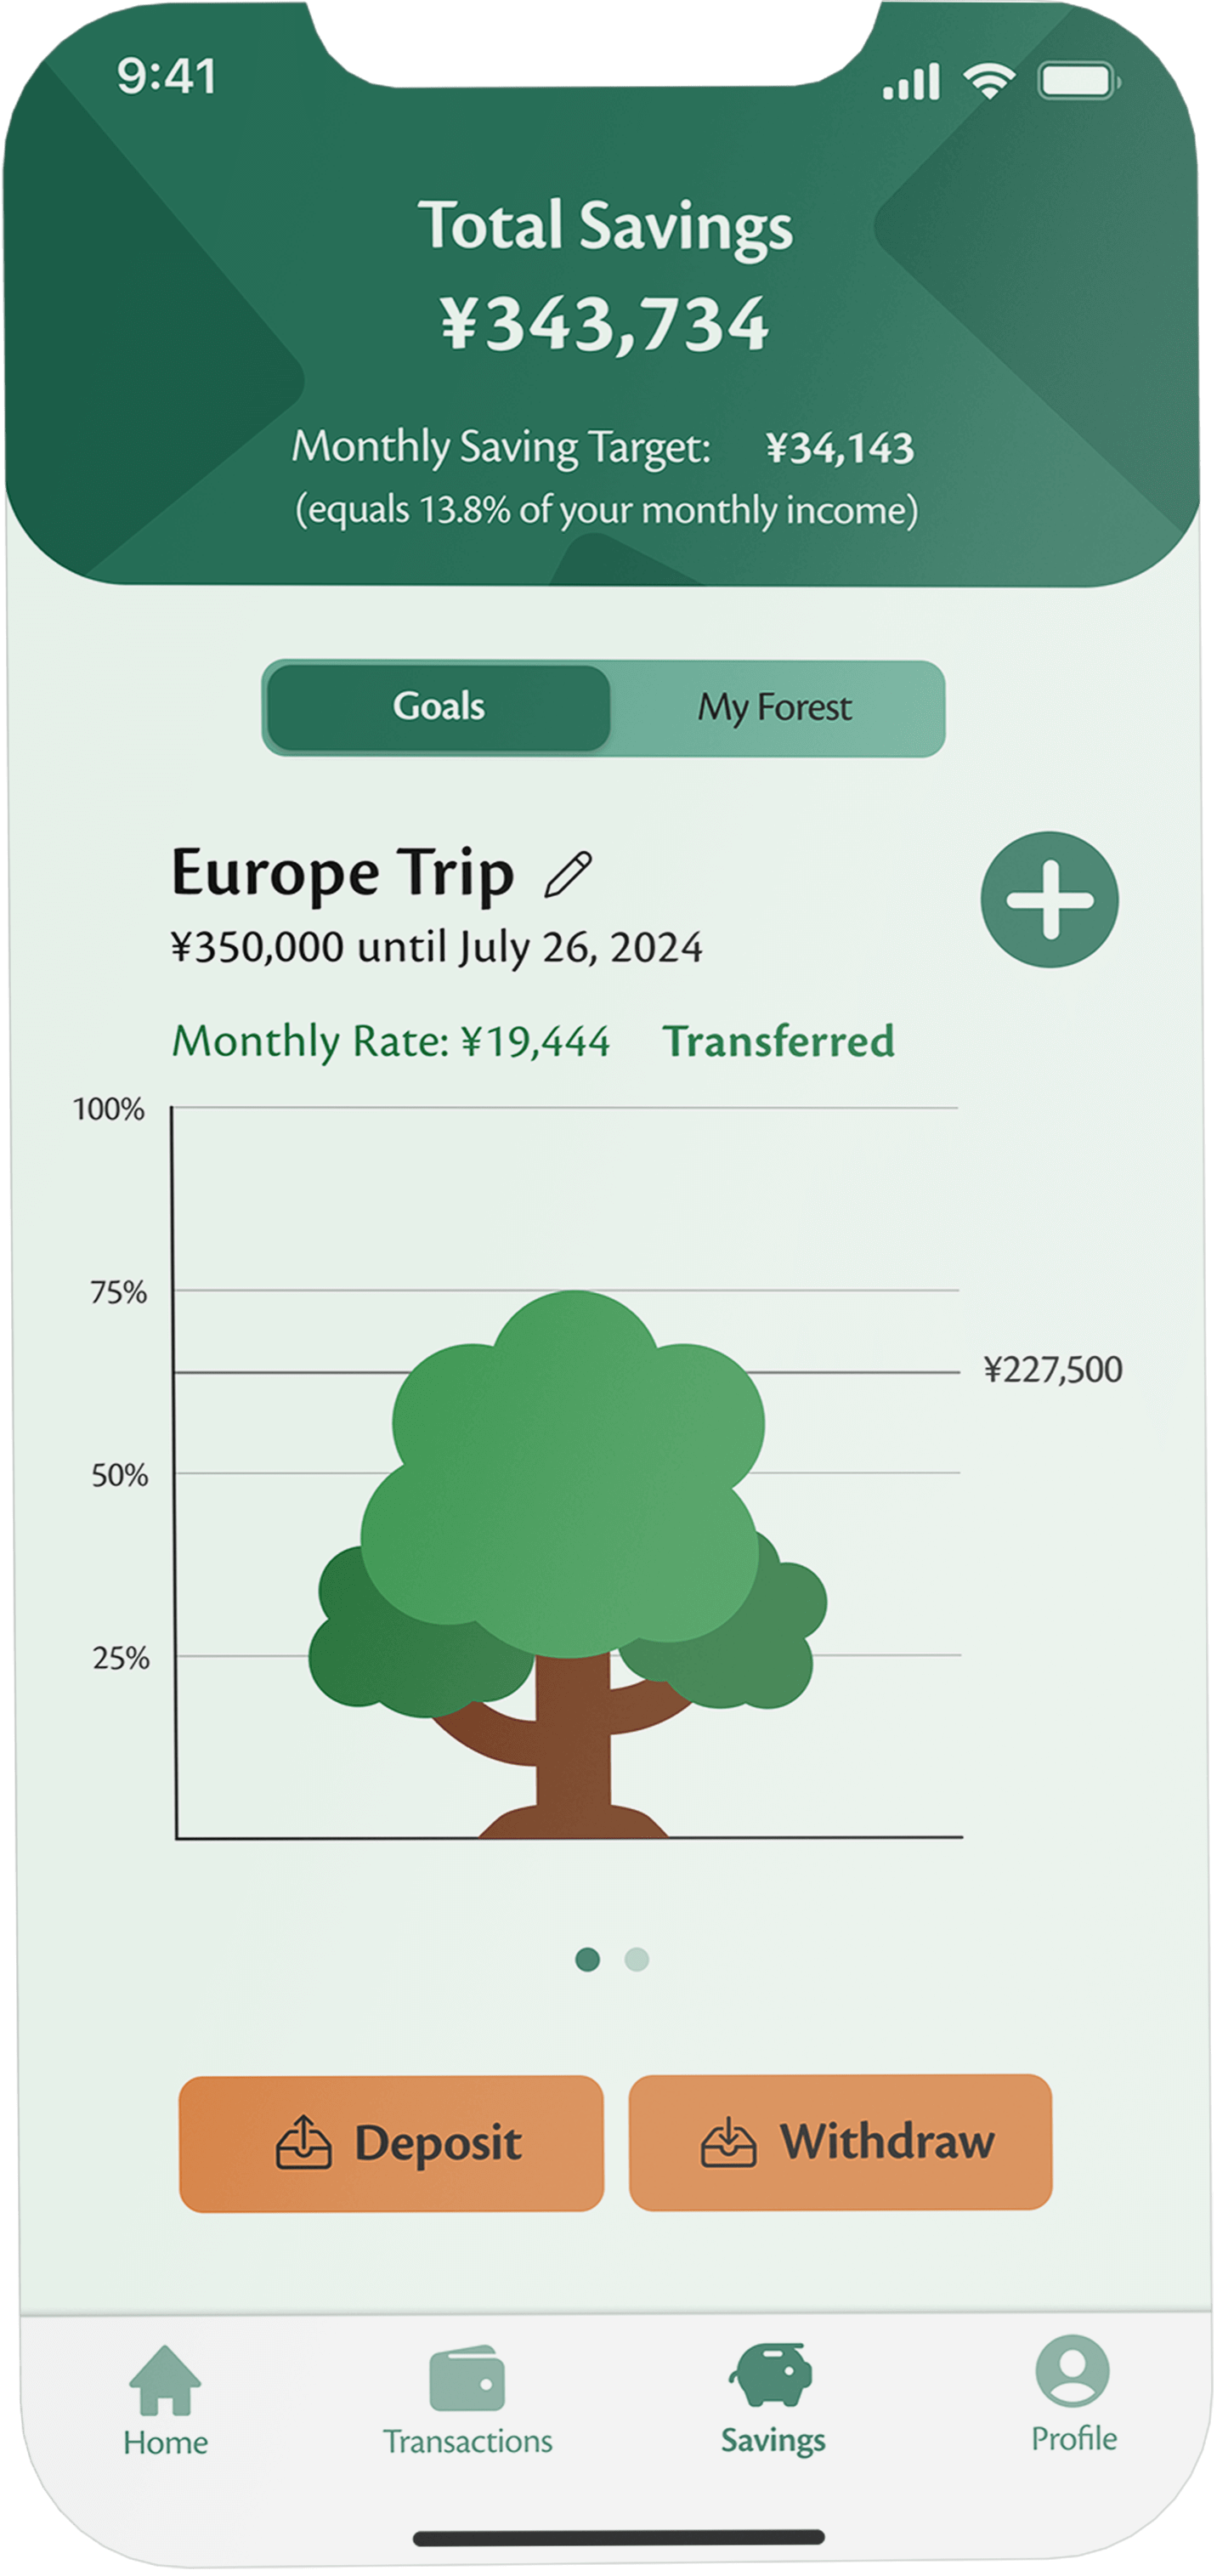 9:41
Total Savings
¥343,734
Monthly Saving Target: ¥34,143
(equals 13.8% of your monthly income)
Goals My Forest
Europe Trip
¥350,000 until July 26, 2024
Monthly Rate: ¥19,444 Transferred
100%
75%
¥227,500
50%
25%
Deposit Withdraw
Home Transactions Savings Profile